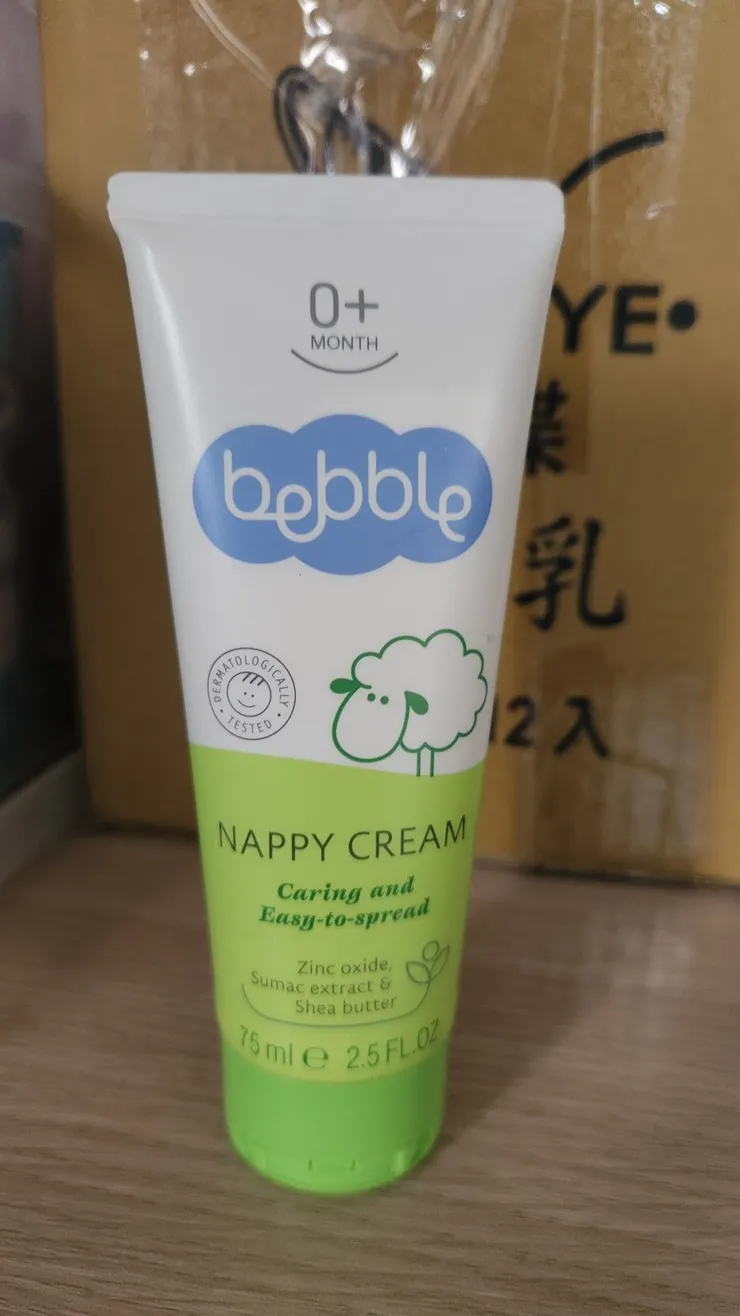 0+
MONTH
bebble
DERMATOLOGICALLY
TESTED
NAPPY CREAM
Caring and
Easy-to-spread
Zinc oxide,
Sumac extract &
Shea butter
75 ml e 2.5 FL.OZ
YE•
乳
12入